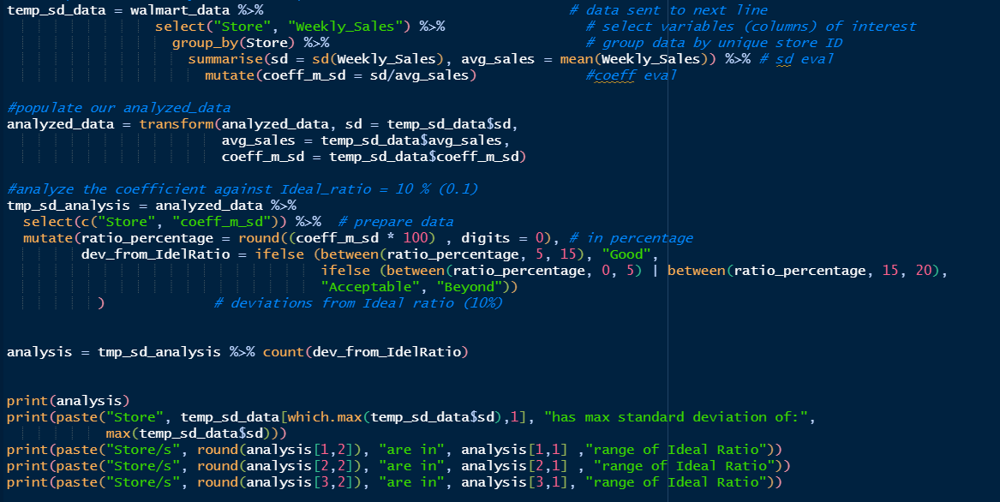 temp_sd_data = walmart_data %>% # data sent to next line
select("Store", "Weekly_Sales") %>% # select variables (columns) of interest
group_by(Store) %>% # group data by unique store ID
summarise(sd = sd(Weekly_Sales), avg_sales = mean(Weekly_Sales)) %>% # sd eval
mutate(coeff_m_sd = sd/avg_sales) #coeff eval
#populate our analyzed_data
analyzed_data = transform(analyzed_data, sd = temp_sd_data$sd,
avg_sales = temp_sd_data$avg_sales,
coeff_m_sd = temp_sd_data$coeff_m_sd)
#analyze the coefficient against Ideal_ratio = 10 % (0.1)
tmp_sd_analysis = analyzed_data %>%
select(c("Store", "coeff_m_sd")) %>% # prepare data
mutate(ratio_percentage = round((coeff_m_sd * 100) , digits = 0), # in percentage
dev_from_IdelRatio = ifelse (between(ratio_percentage, 5, 15), "Good",
ifelse (between(ratio_percentage, 0, 5) | between(ratio_percentage, 15, 20),
"Acceptable", "Beyond"))
) # deviations from Ideal ratio (10%)
analysis = tmp_sd_analysis %>% count(dev_from_IdelRatio)
print(analysis)
print(paste("Store", temp_sd_data[which.max(temp_sd_data$sd),1], "has max standard deviation of:",
max(temp_sd_data$sd)))
print(paste("Store/s", round(analysis[1,2]), "are in", analysis[1,1] ,"range of Ideal Ratio"))
print(paste("Store/s", round(analysis[2,2]), "are in", analysis[2,1] , "range of Ideal Ratio"))
print(paste("Store/s", round(analysis[3,2]), "are in", analysis[3,1], "range of Ideal Ratio"))